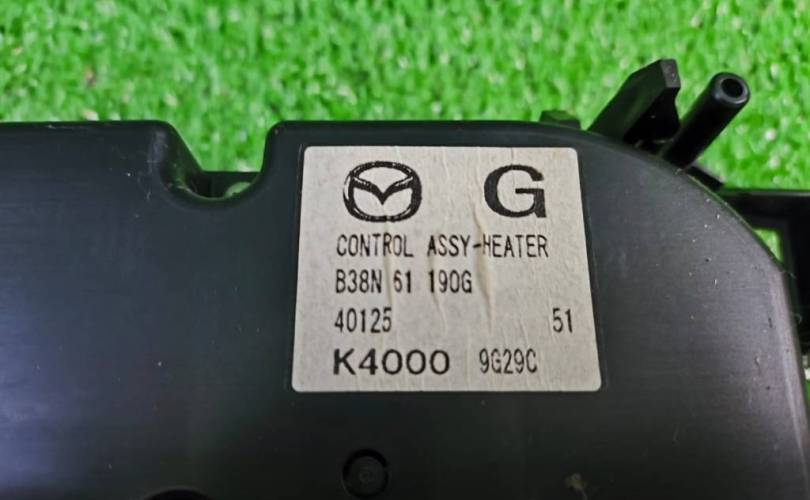 G
CONTROL ASSY-HEATER
B38N 61 190G
40125 51
K4000 9G29C